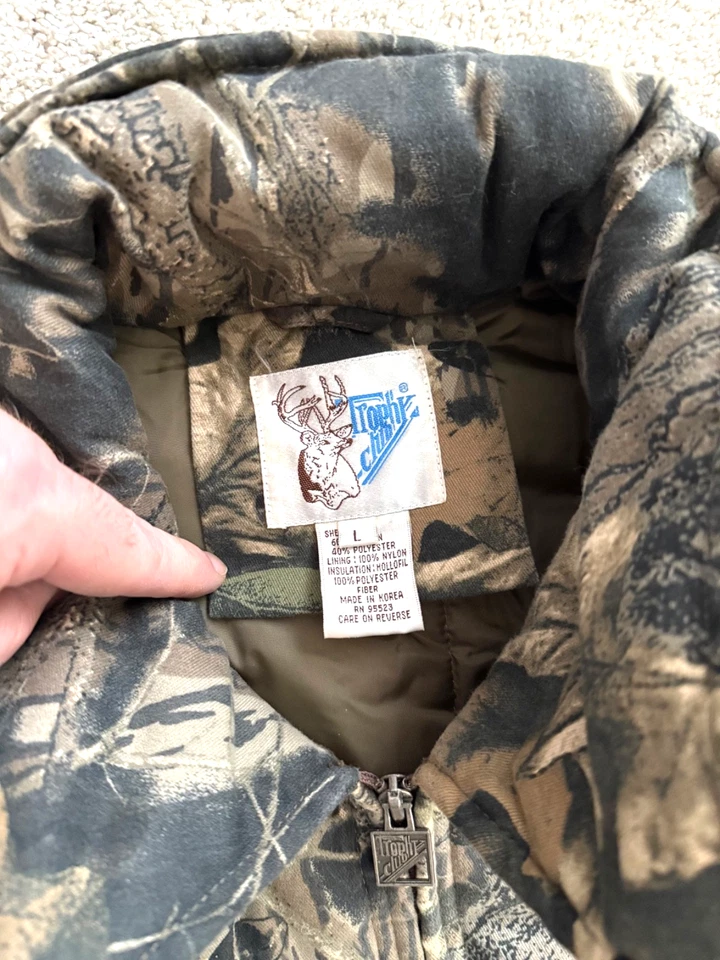 Trophy ®
club
L
40% POLYESTER
LINING : 100% NYLON
INSULATION: HOLLOFIL
100% POLYESTER
FIBER
MADE IN KOREA
RN 95523
CARE ON REVERSE
Trophy
club